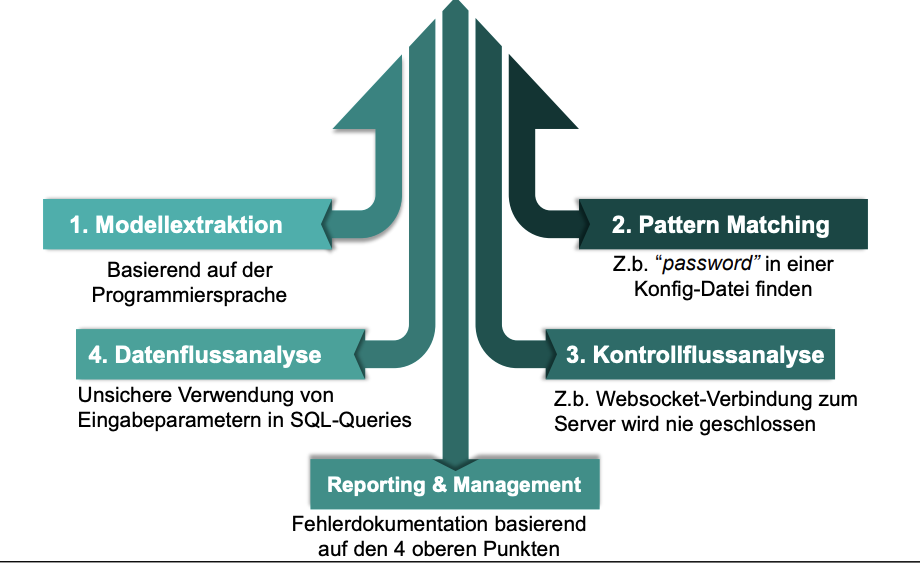 1. Modellextraktion
Basierend auf der
Programmiersprache
2. Pattern Matching
Z.b. “password” in einer
Konfig-Datei finden
4. Datenflussanalyse
Unsichere Verwendung von
Eingabeparametern in SQL-Queries
3. Kontrollflussanalyse
Z.b. Websocket-Verbindung zum
Server wird nie geschlossen
Reporting & Management
Fehlerdokumentation basierend
auf den 4 oberen Punkten